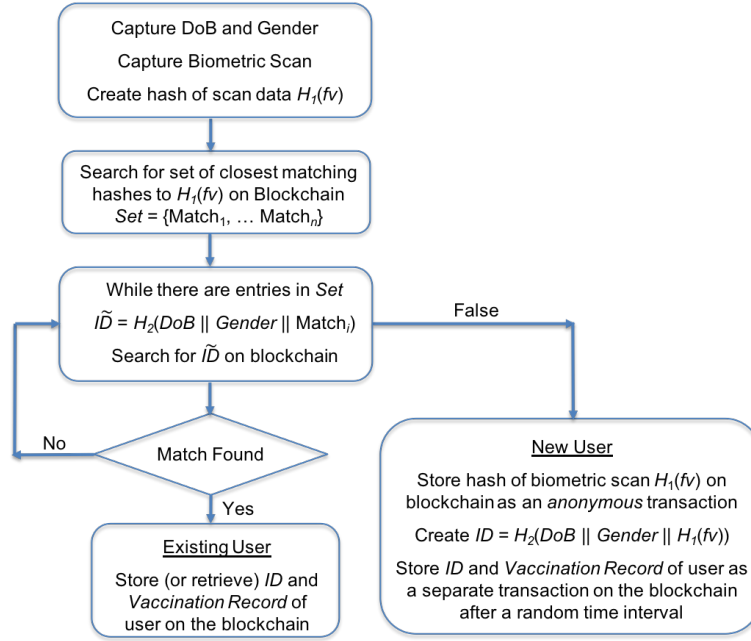 Capture DoB and Gender
Capture Biometric Scan
Create hash of scan data H₁(fv)
Search for set of closest matching
hashes to H₁(fv) on Blockchain
Set = {Match₁, … Matchₙ}
While there are entries in Set
I͠D = H₂(DoB || Gender || Matchᵢ)
Search for I͠D on blockchain
False
No
Match Found
Yes
Existing User
Store (or retrieve) ID and
Vaccination Record of
user on the blockchain
New User
Store hash of biometric scan H₁(fv) on
blockchain as an anonymous transaction
Create ID = H₂(DoB || Gender || H₁(fv))
Store ID and Vaccination Record of user as
a separate transaction on the blockchain
after a random time interval